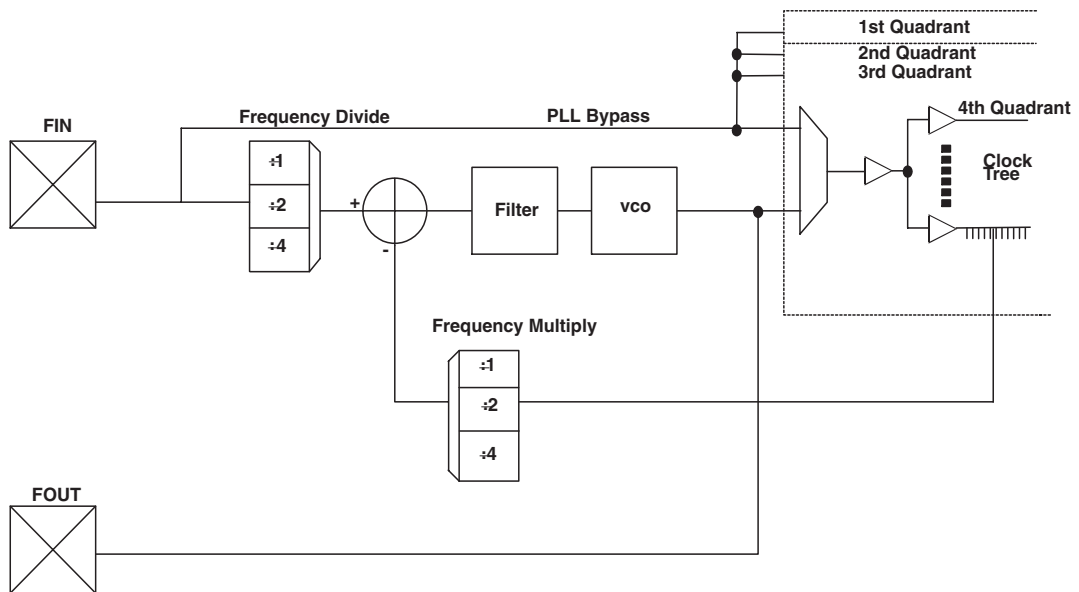 1st Quadrant
2nd Quadrant
3rd Quadrant
4th Quadrant
Frequency Divide
PLL Bypass
FIN
÷1
÷2
÷4
+
-
Filter
vco
Clock
Tree
Frequency Multiply
÷1
÷2
÷4
FOUT